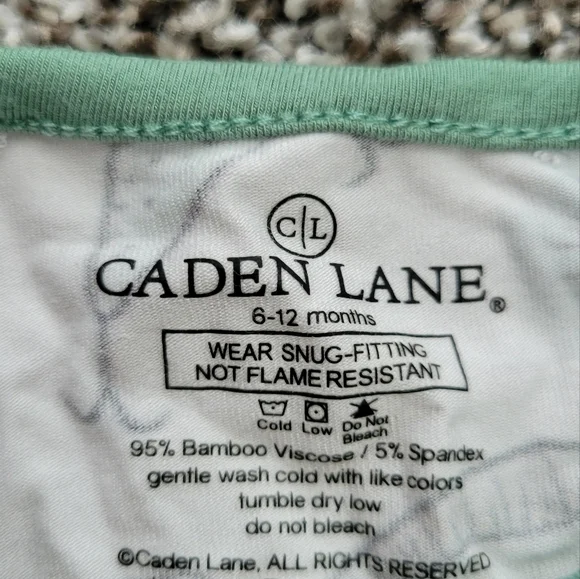 C|L
CADEN LANE®
6-12 months
WEAR SNUG-FITTING
NOT FLAME RESISTANT
Cold Low Do Not Bleach
95% Bamboo Viscose / 5% Spandex
gentle wash cold with like colors
tumble dry low
do not bleach
©Caden Lane, ALL RIGHTS RESERVED